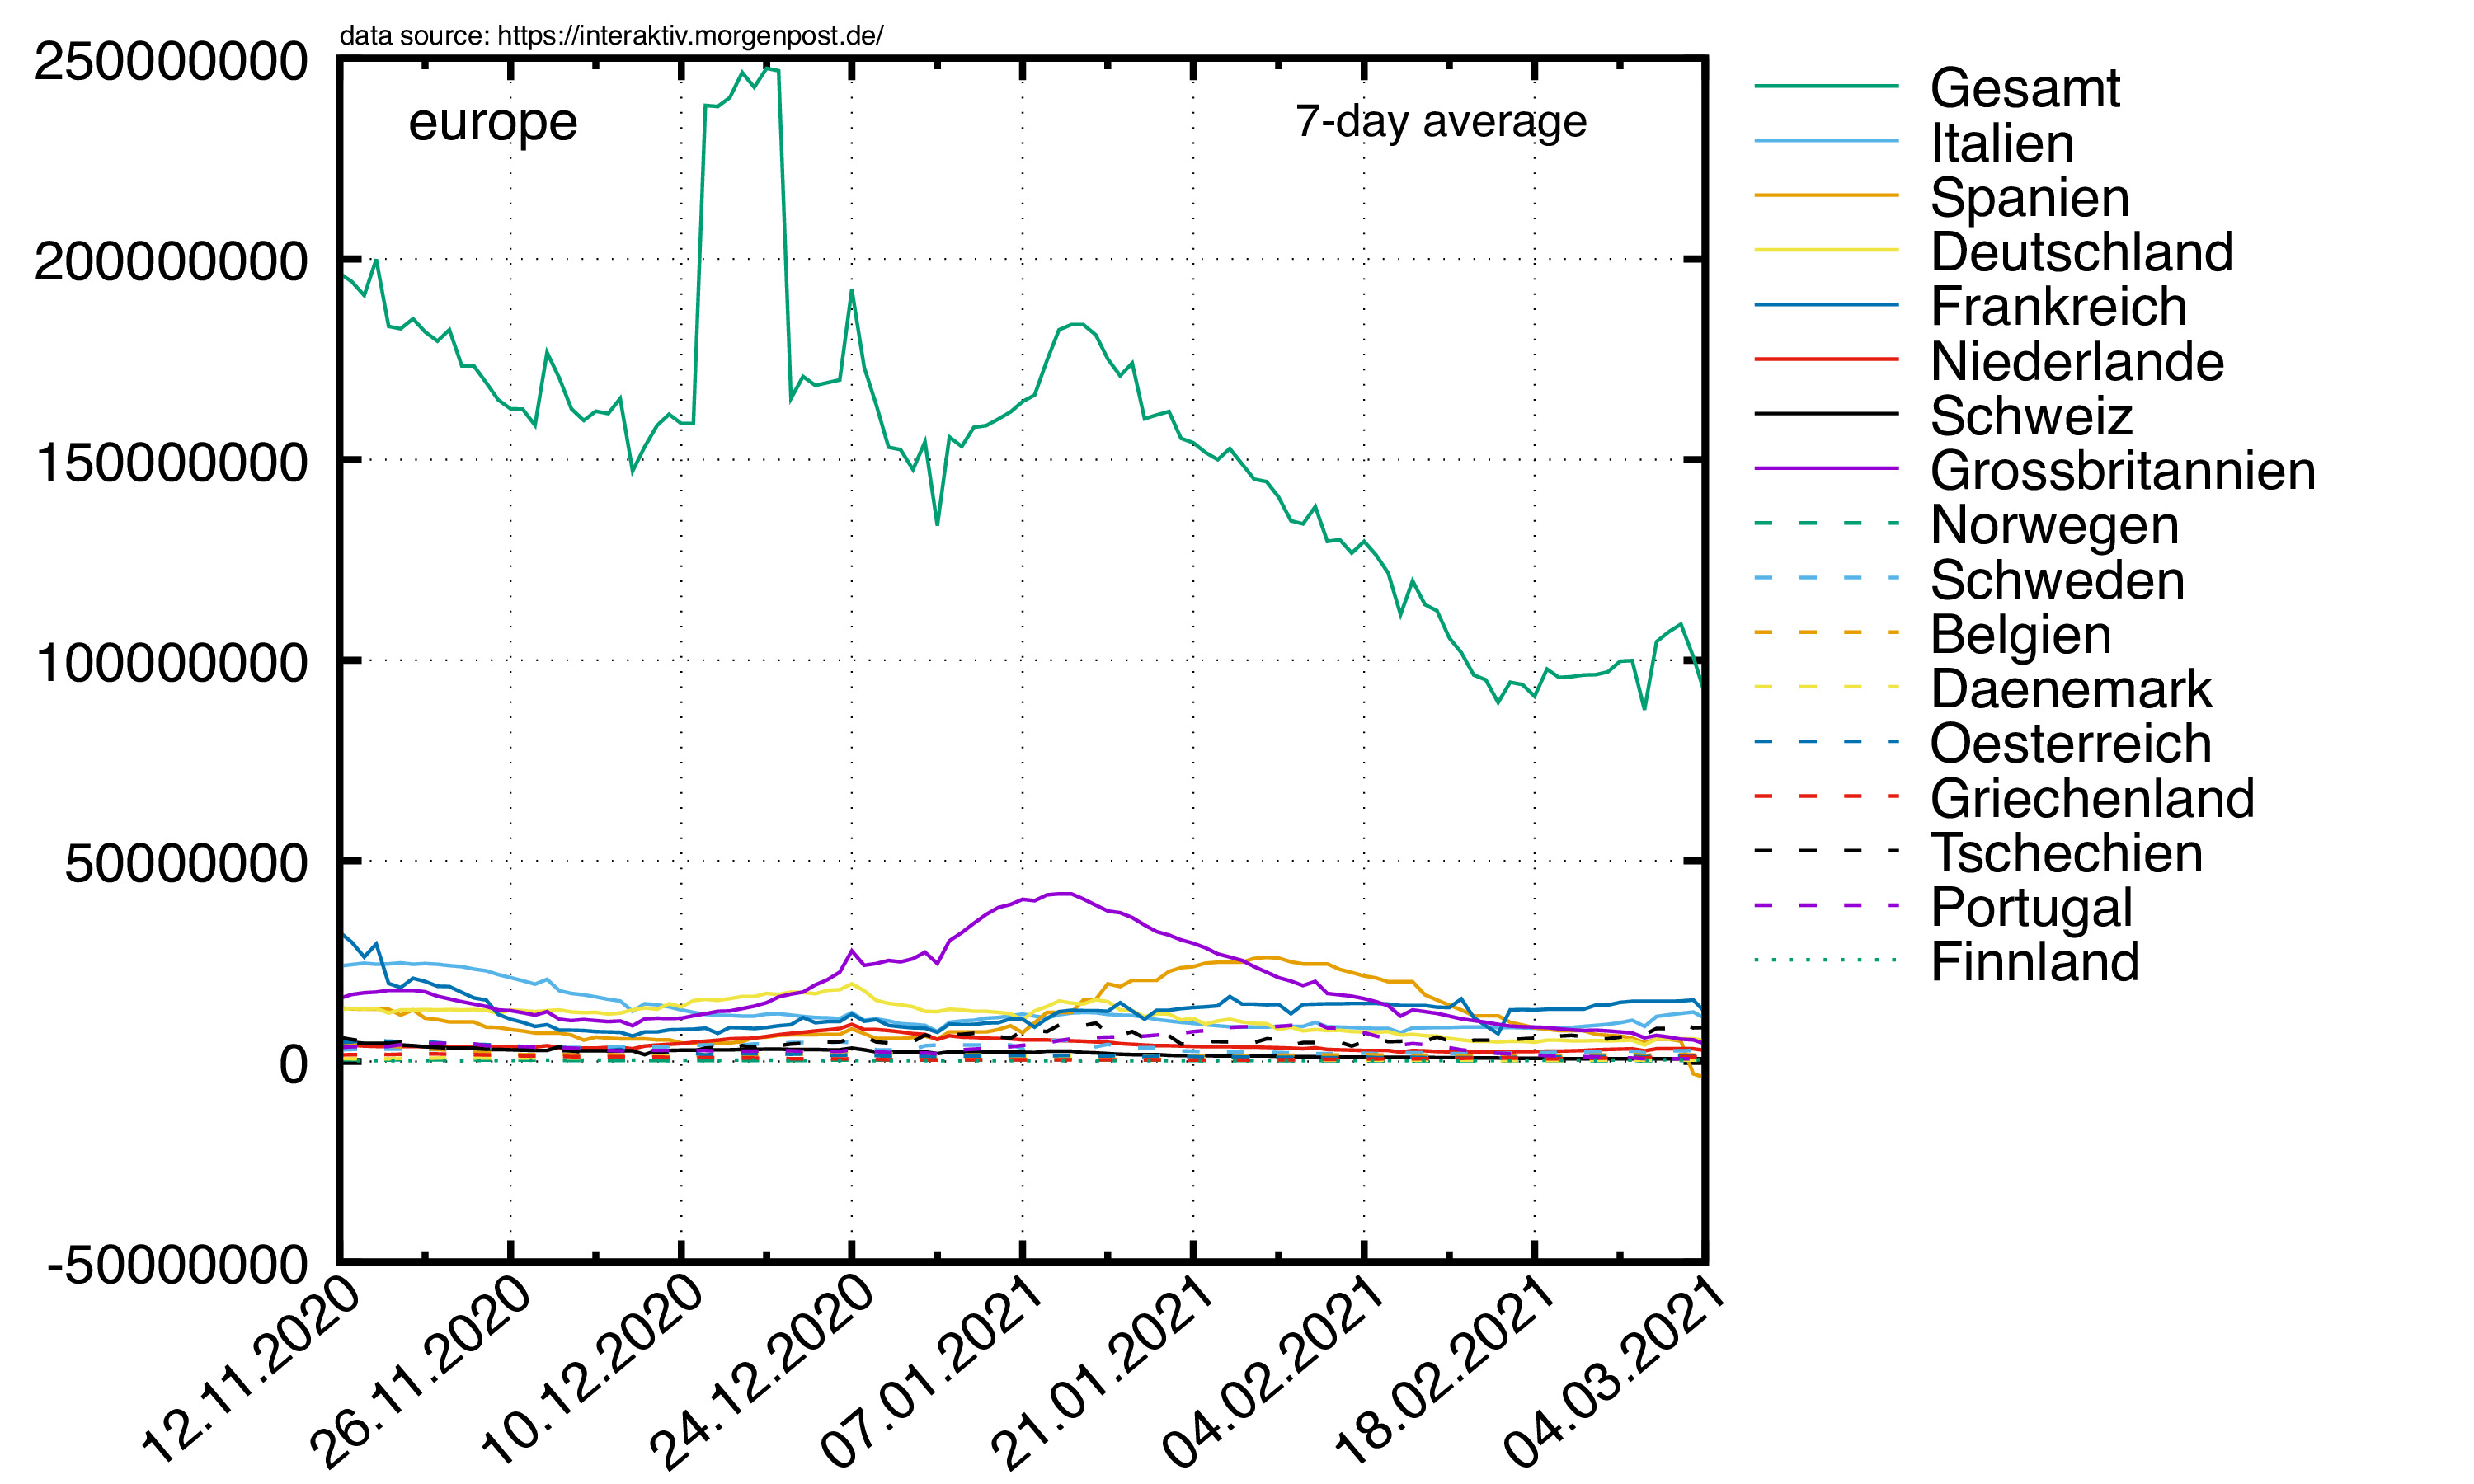 data source: https://interaktiv.morgenpost.de/
europe
7-day average
250000000
200000000
150000000
100000000
50000000
0
-50000000
12.11.2020
26.11.2020
10.12.2020
24.12.2020
07.01.2021
21.01.2021
04.02.2021
18.02.2021
04.03.2021
Gesamt
Italien
Spanien
Deutschland
Frankreich
Niederlande
Schweiz
Grossbritannien
Norwegen
Schweden
Belgien
Daenemark
Oesterreich
Griechenland
Tschechien
Portugal
Finnland